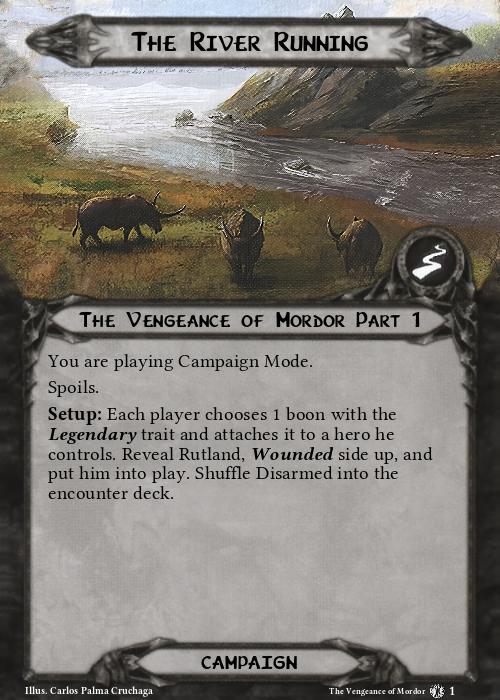 The River Running
The Vengeance of Mordor Part 1
You are playing Campaign Mode.
Spoils.
Setup: Each player chooses 1 boon with the
Legendary trait and attaches it to a hero he
controls. Reveal Rutland, Wounded side up, and
put him into play. Shuffle Disarmed into the
encounter deck.
CAMPAIGN
Illus. Carlos Palma Cruchaga
The Vengeance of Mordor 1